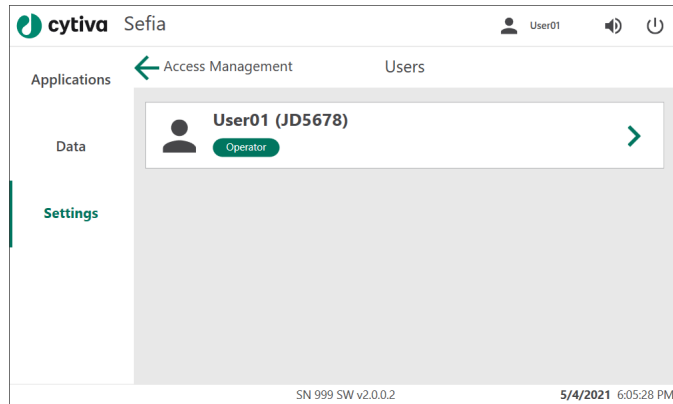 cytiva Sefia User01
Applications
Data
Settings
Access Management Users
User01 (JD5678)
Operator
SN 999 SW v2.0.0.2 5/4/2021 6:05:28 PM